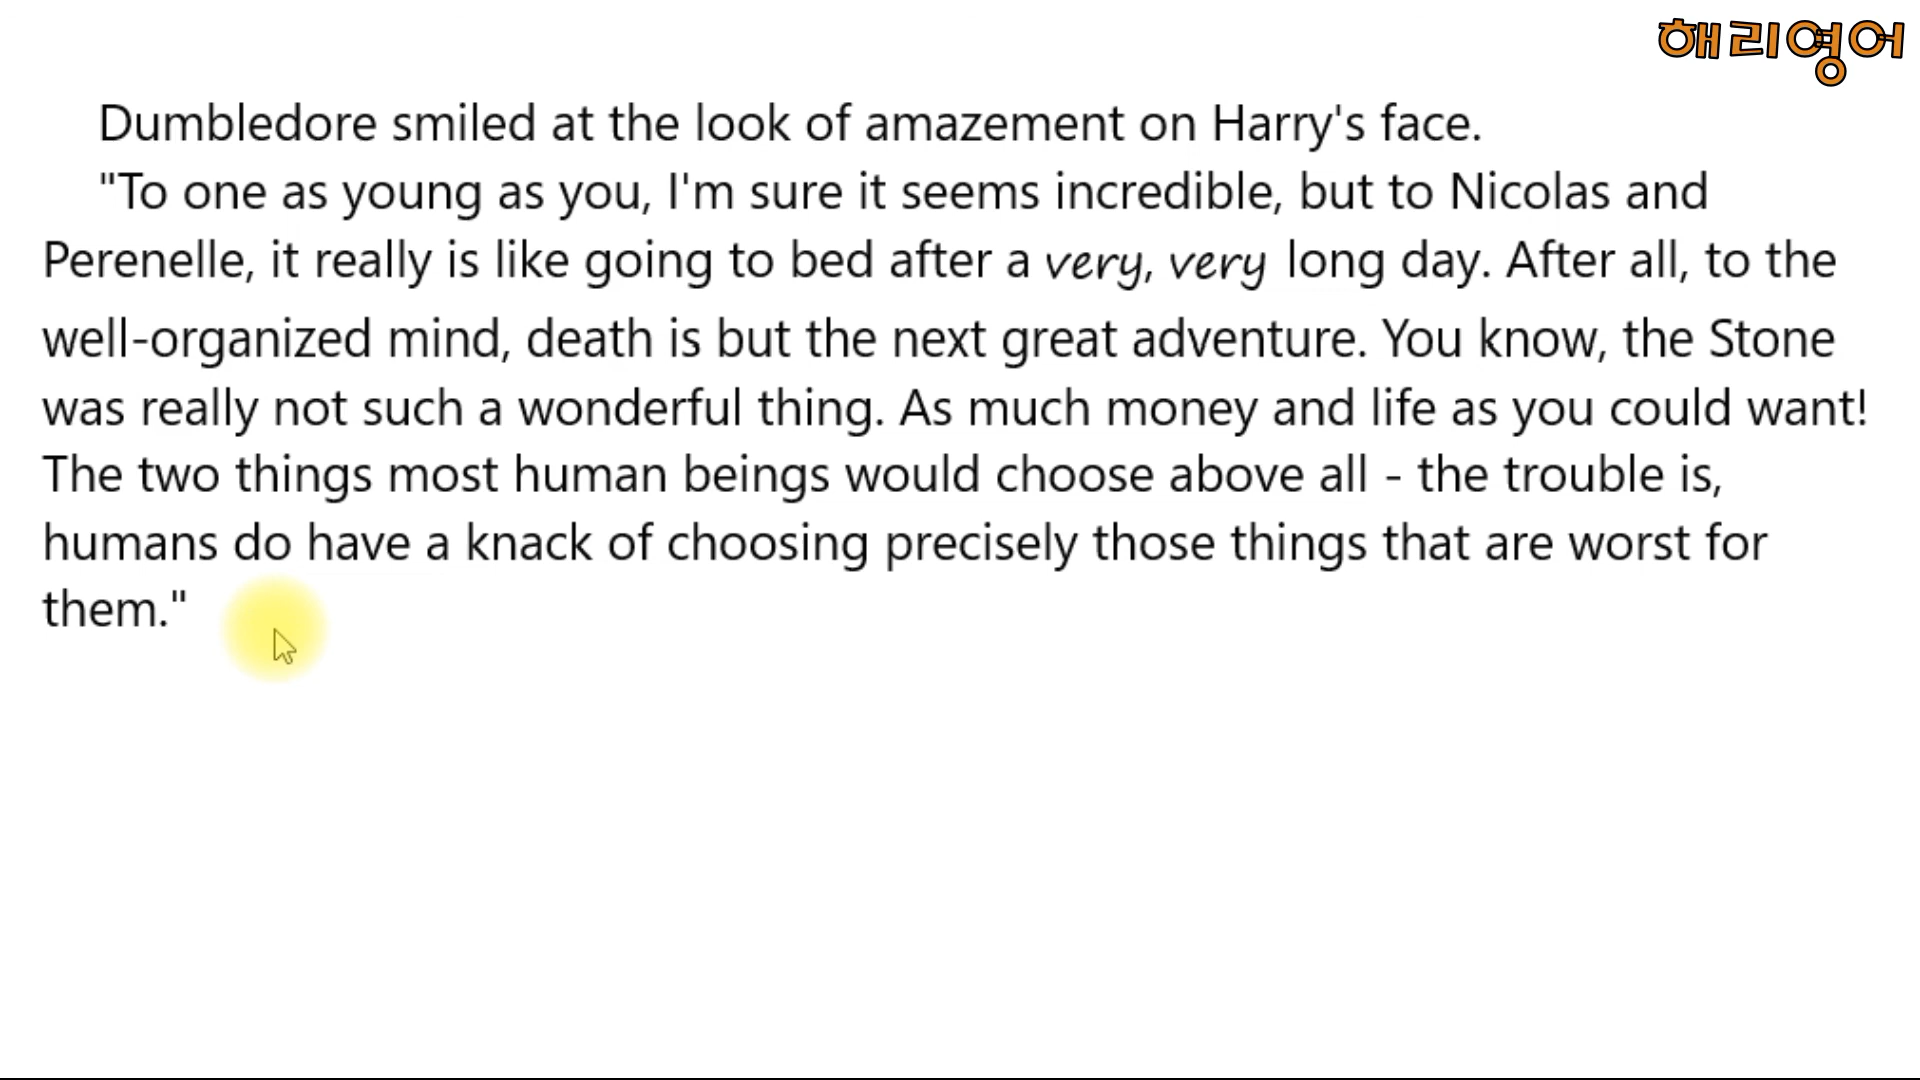 해리영어
Dumbledore smiled at the look of amazement on Harry's face.
"To one as young as you, I'm sure it seems incredible, but to Nicolas and
Perenelle, it really is like going to bed after a very, very long day. After all, to the
well-organized mind, death is but the next great adventure. You know, the Stone
was really not such a wonderful thing. As much money and life as you could want!
The two things most human beings would choose above all - the trouble is,
humans do have a knack of choosing precisely those things that are worst for
them."